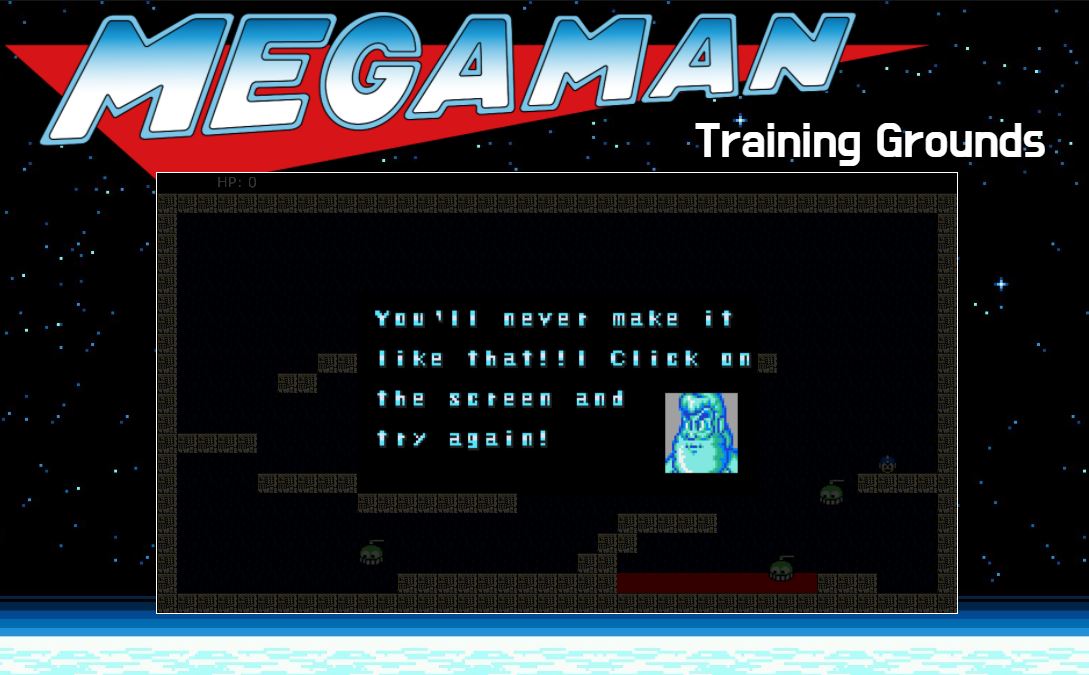 MEGAMAN
Training Grounds
HP: 0
You'll never make it
like that!!! Click on
the screen and
try again!